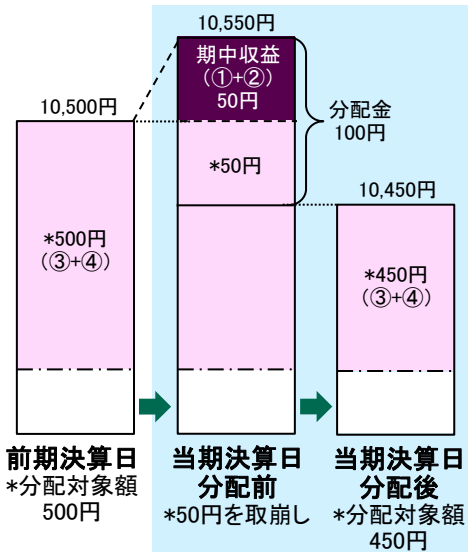 10,550円
期中収益
(①+②)
50円
10,500円
分配金
100円
*50円
10,450円
*500円
(③+④)
*450円
(③+④)
前期決算日
*分配対象額
500円
当期決算日
分配前
*50円を取崩し
当期決算日
分配後
*分配対象額
450円